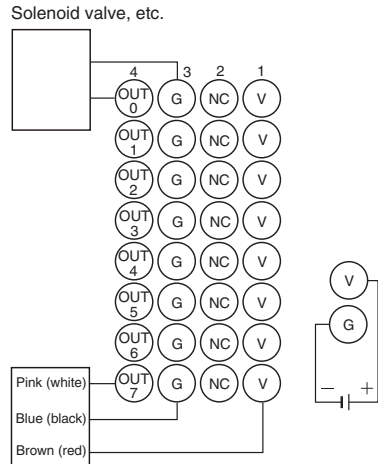 Solenoid valve, etc.
4 3 2 1
OUT 0 G NC V
OUT 1 G NC V
OUT 2 G NC V
OUT 3 G NC V
OUT 4 G NC V
OUT 5 G NC V
OUT 6 G NC V
OUT 7 G NC V
Pink (white)
Blue (black)
Brown (red)
V
G
− +